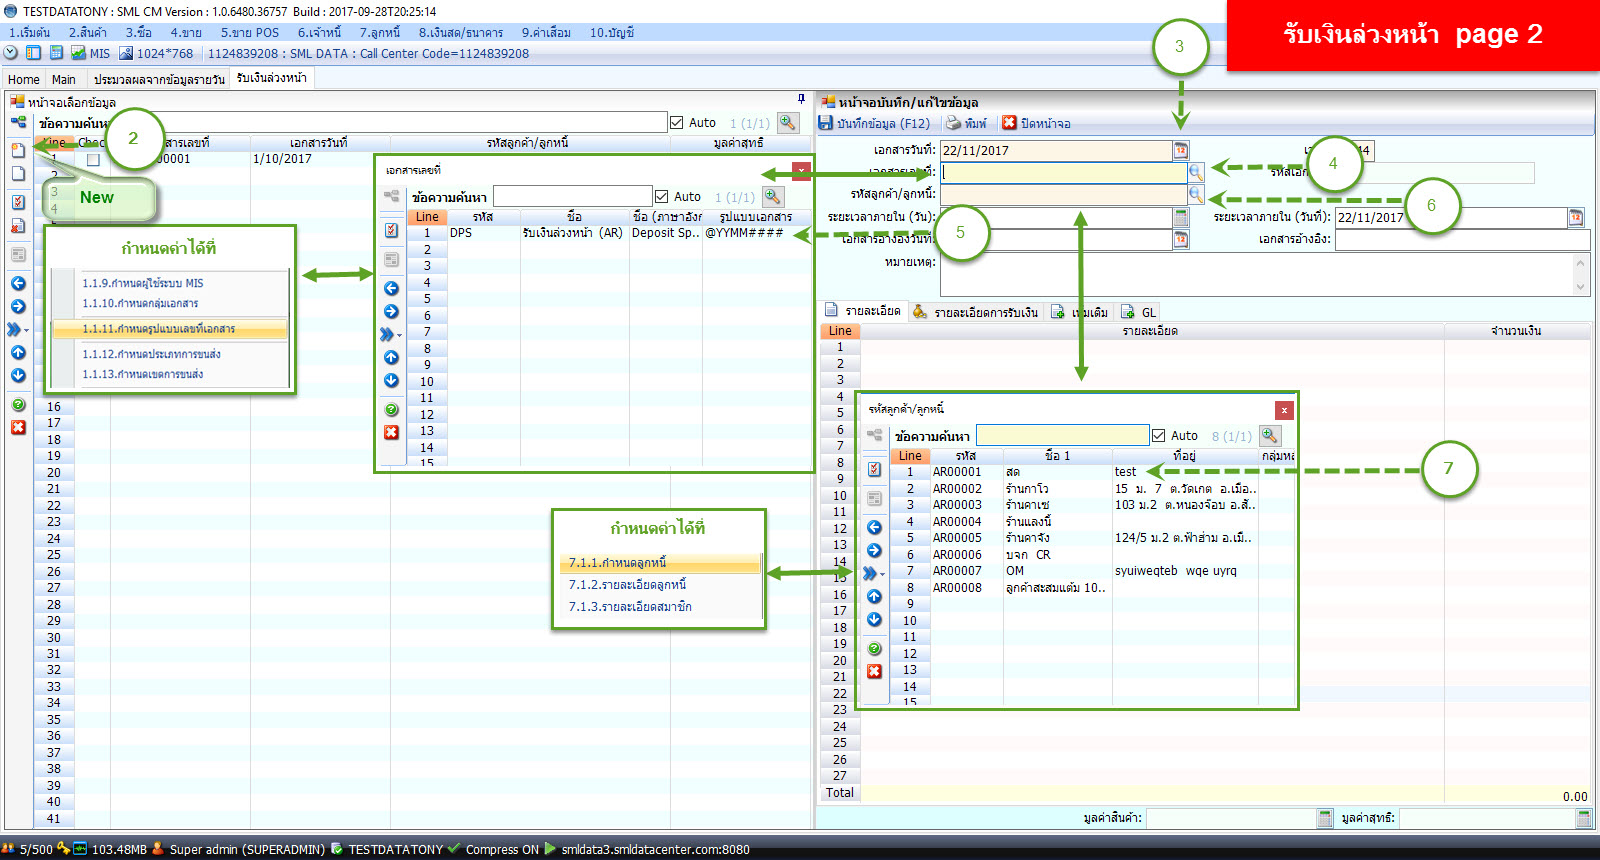 TESTDATATONY : SML CM Version : 1.0.6480.36757  Build : 2017-09-28T20:25:14
รับเงินล่วงหน้า page 2
1.เริ่มต้น 2.สินค้า 3.ซื้อ 4.ขาย 5.ขาย POS 6.เจ้าหนี้ 7.ลูกหนี้ 8.เงินสด/ธนาคาร 9.ค่าเสื่อม 10.บัญชี
MIS 1024*768 1124839208 : SML DATA : Call Center Code=1124839208
Home Main ประมวลผลจากข้อมูลรายวัน รับเงินล่วงหน้า
หน้าจอเลือกข้อมูล
ข้อความค้นหา Auto 1 (1/1)
เอกสารวันที่ รหัสลูกค้า/ลูกหนี้ มูลค่าสุทธิ
1/10/2017
2
New
กำหนดค่าได้ที่
1.1.9.กำหนดผู้ใช้ระบบ MIS
1.1.10.กำหนดกลุ่มเอกสาร
1.1.11.กำหนดรูปแบบเลขที่เอกสาร
1.1.12.กำหนดประเภทการขนส่ง
1.1.13.กำหนดเขตการขนส่ง
16
17
18
19
20
21
22
23
24
25
26
27
28
29
30
31
32
33
34
35
36
37
38
39
40
41
เอกสารเลขที่
ข้อความค้นหา Auto 1 (1/1)
Line รหัส ชื่อ ชื่อ (ภาษาอังก รูปแบบเอกสาร
1 DPS รับเงินล่วงหน้า (AR) Deposit Sp.. @YYMM####
2
3
4
5
6
7
8
9
10
11
12
13
14
15
กำหนดค่าได้ที่
7.1.1.กำหนดลูกหนี้
7.1.2.รายละเอียดลูกหนี้
7.1.3.รายละเอียดสมาชิก
3
หน้าจอบันทึก/แก้ไขข้อมูล
บันทึกข้อมูล (F12) พิมพ์ ปิดหน้าจอ
เอกสารวันที่: 22/11/2017
เอกสารเลขที่:
4
รหัสลูกค้า/ลูกหนี้:
6
ระยะเวลาภายใน (วัน): ระยะเวลาภายใน (วันที่): 22/11/2017
5
เอกสารอ้างอิงวันที่: เอกสารอ้างอิง:
หมายเหตุ:
รายละเอียด รายละเอียดการรับเงิน เพิ่มเติม GL
Line รายละเอียด จำนวนเงิน
1
2
3
4
5
6
7
8
9
10
11
12
13
14
15
16
17
18
19
20
21
22
23
24
25
26
27
Total 0.00
รหัสลูกค้า/ลูกหนี้
ข้อความค้นหา Auto 8 (1/1)
Line รหัส ชื่อ 1 ที่อยู่ กลุ่มหล
1 AR00001 สด test
7
2 AR00002 ร้านกาโว 15 ม. 7 ต.วัดเกต อ.เมือ..
3 AR00003 ร้านคาเซ่ 103 ม.2 ต.หนองจ๊อบ อ.สั..
4 AR00004 ร้านแลงนี้
5 AR00005 ร้านดาจัง 124/5 ม.2 ต.ฟ้าฮ่าม อ.เมื..
6 AR00006 บจก CR
7 AR00007 OM syuiweqteb wqe uyrq
8 AR00008 ลูกค้าสะสมแต้ม 10..
9
10
11
12
13
14
15
มูลค่าสินค้า: มูลค่าสุทธิ:
5/500 103.48MB Super admin (SUPERADMIN) TESTDATATONY Compress ON smldata3.smldatacenter.com:8080